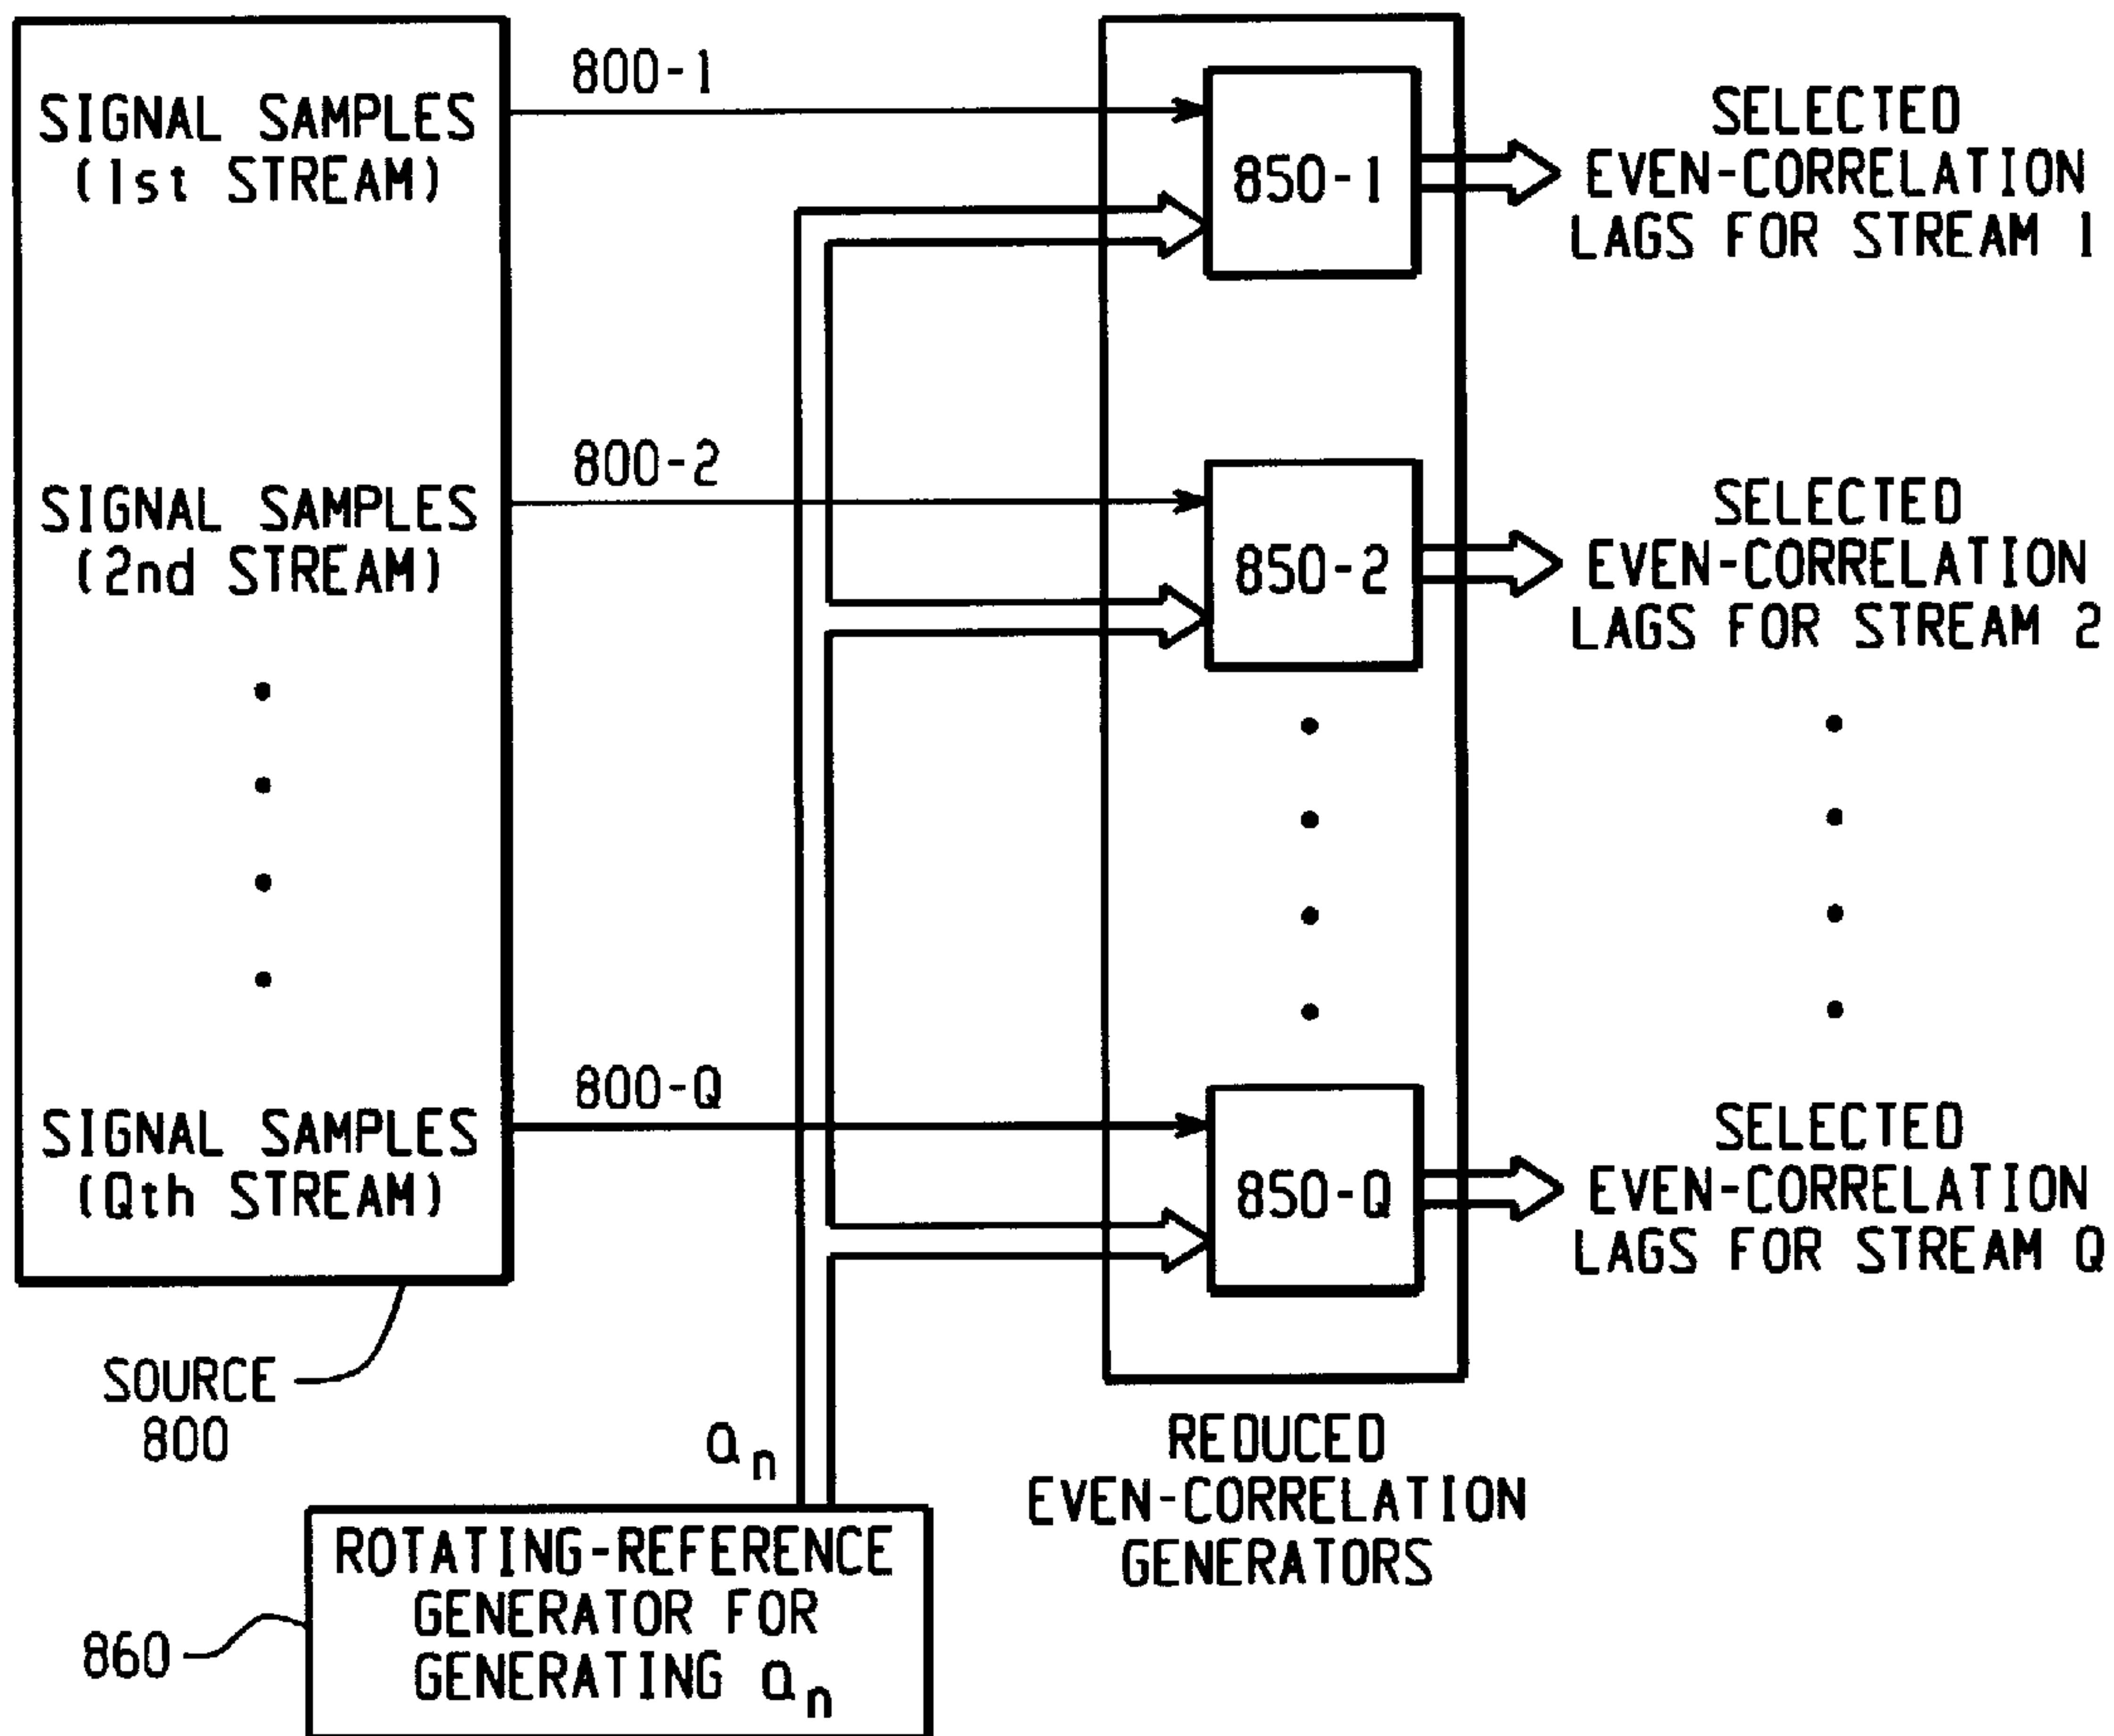 800-1
SIGNAL SAMPLES
(1st STREAM)
850-1
SELECTED
EVEN-CORRELATION
LAGS FOR STREAM 1
800-2
SIGNAL SAMPLES
(2nd STREAM)
850-2
SELECTED
EVEN-CORRELATION
LAGS FOR STREAM 2
800-Q
SIGNAL SAMPLES
(Qth STREAM)
850-Q
SELECTED
EVEN-CORRELATION
LAGS FOR STREAM Q
SOURCE
800
an
REDUCED
EVEN-CORRELATION
GENERATORS
ROTATING-REFERENCE
GENERATOR FOR
GENERATING an
860